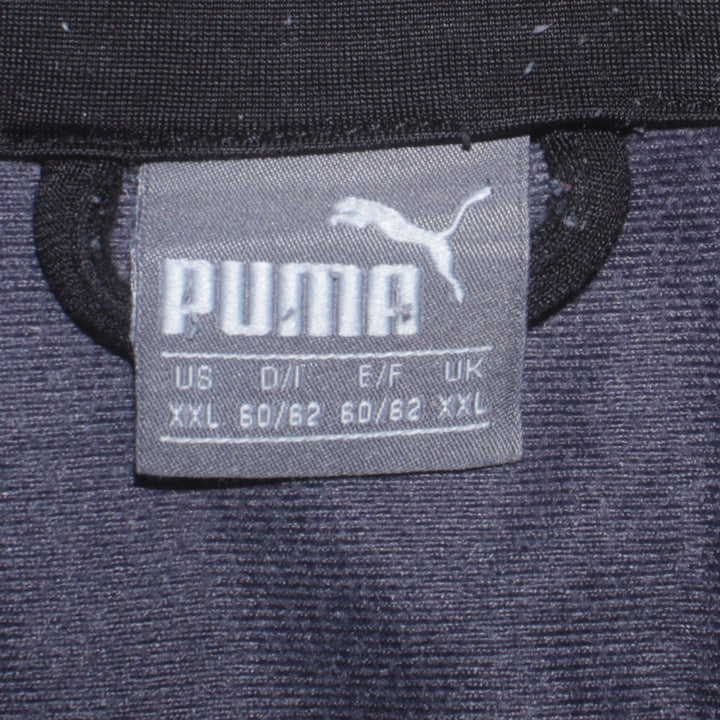 PUMA
US D/I E/F UK
XXL 60/62 60/62 XXL